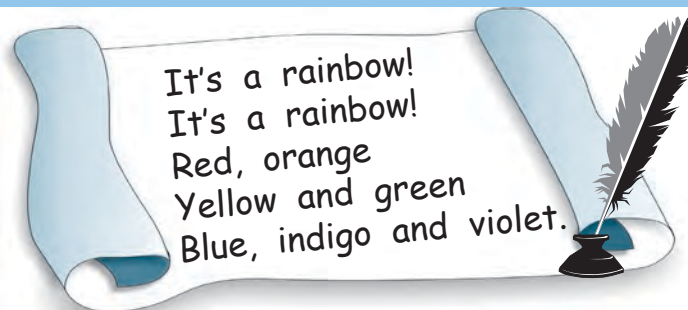 It's a rainbow!
It's a rainbow!
Red, orange
Yellow and green
Blue, indigo and violet.